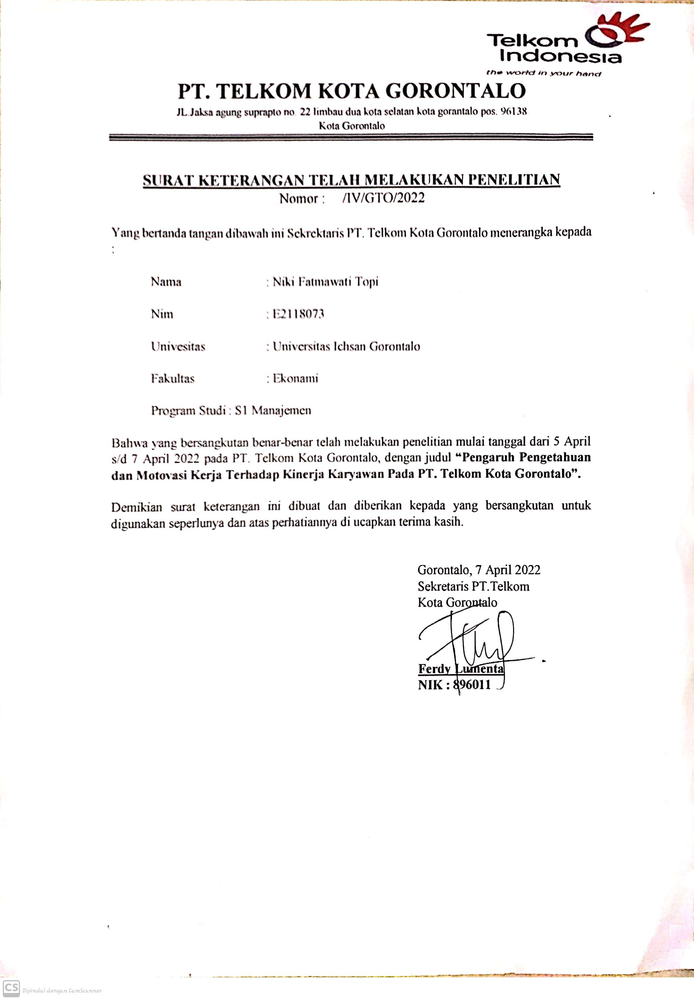 Telkom
Indonesia
the world in your hand
PT. TELKOM KOTA GORONTALO
JL.Jaksa agung suprapto no. 22 limbau dua kota selatan kota gorantalo pos. 96138
Kota Gorontalo
SURAT KETERANGAN TELAH MELAKUKAN PENELITIAN
Nomor : /IV/GTO/2022
Yang bertanda tangan dibawah ini Sekrektaris PT. Telkom Kota Gorontalo menerangka kepada
:
Nama : Niki Fatmawati Topi
Nim : E2118073
Univesitas : Universitas Ichsan Gorontalo
Fakultas : Ekonami
Program Studi : S1 Manajemen
Bahwa yang bersangkutan benar-benar telah melakukan penelitian mulai tanggal dari 5 April
s/d 7 April 2022 pada PT. Telkom Kota Gorontalo, dengan judul “Pengaruh Pengetahuan
dan Motovasi Kerja Terhadap Kinerja Karyawan Pada PT. Telkom Kota Gorontalo”.
Demikian surat keterangan ini dibuat dan diberikan kepada yang bersangkutan untuk
digunakan seperlunya dan atas perhatiannya di ucapkan terima kasih.
Gorontalo, 7 April 2022
Sekretaris PT.Telkom
Kota Gorontalo
Ferdy Lumenta
NIK : 896011
CS Dipindai dengan CamScanner